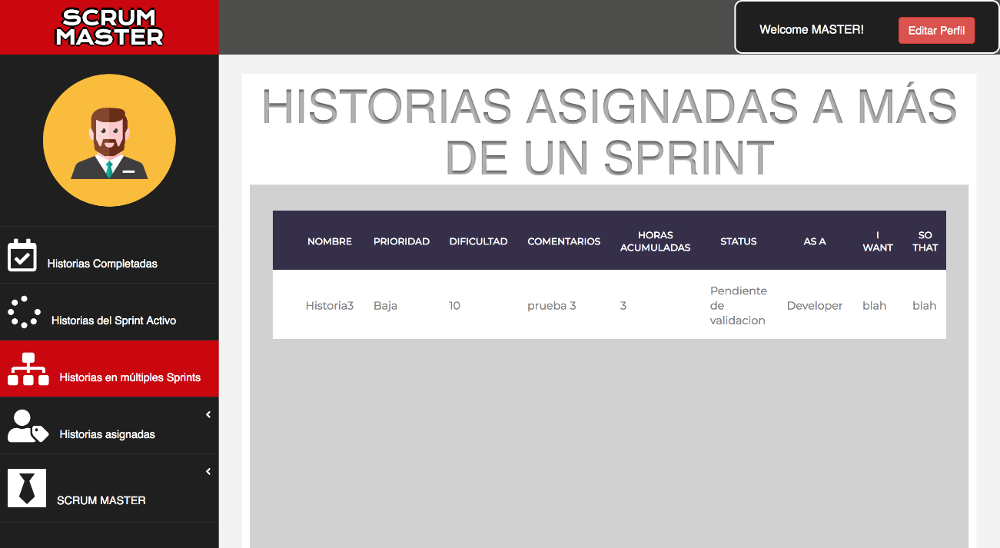 SCRUM
MASTER
Welcome MASTER!
Editar Perfil
Historias Completadas
Historias del Sprint Activo
Historias en múltiples Sprints
Historias asignadas
SCRUM MASTER
HISTORIAS ASIGNADAS A MÁS
DE UN SPRINT
NOMBRE PRIORIDAD DIFICULTAD COMENTARIOS HORAS ACUMULADAS STATUS AS A I WANT SO THAT
Historia3 Baja 10 prueba 3 3 Pendiente de validacion Developer blah blah